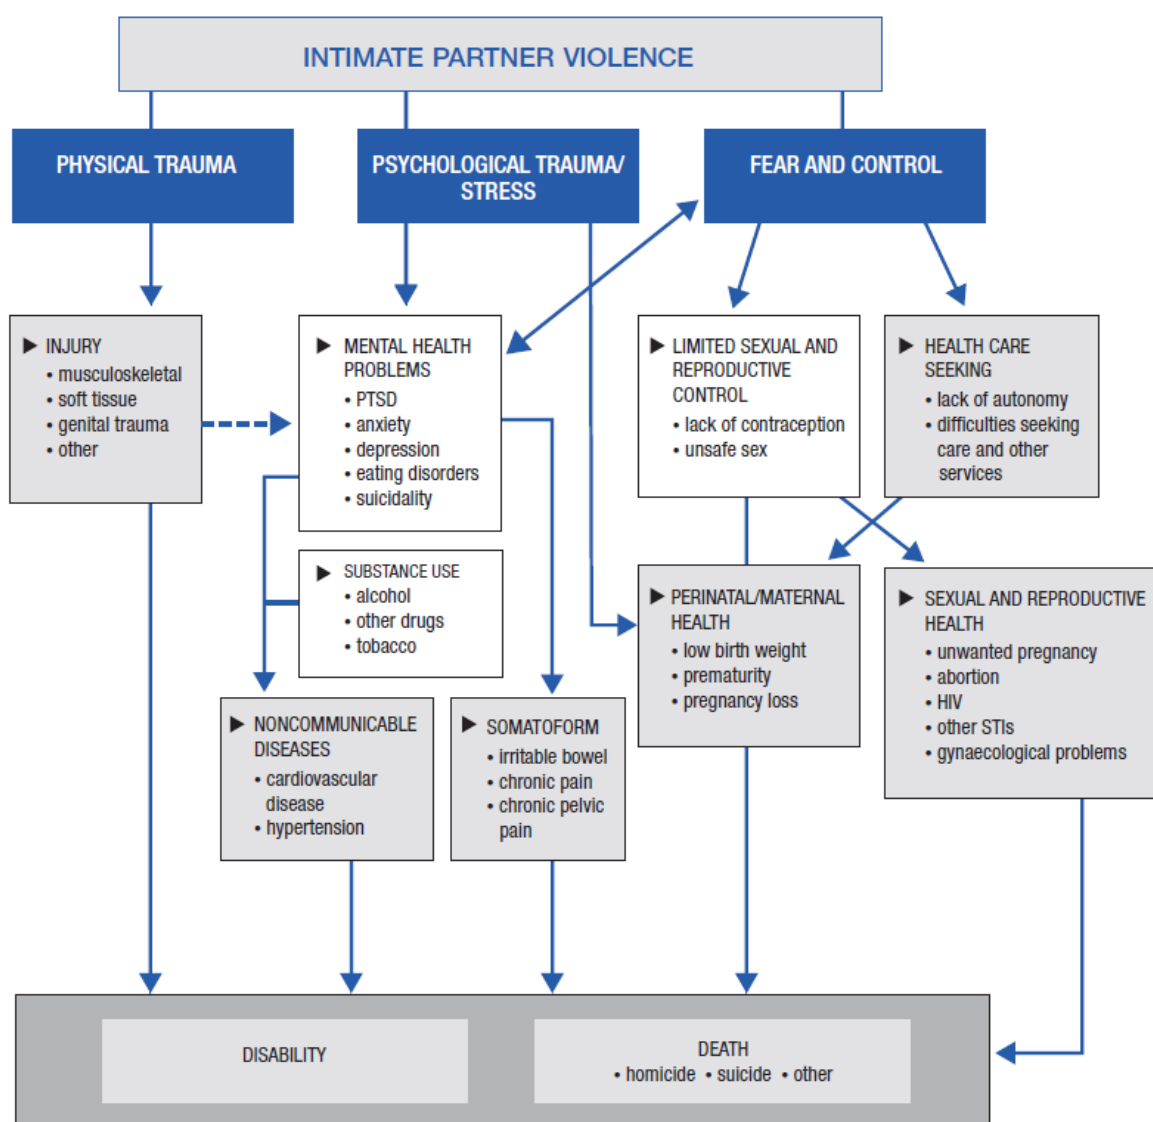 INTIMATE PARTNER VIOLENCE
PHYSICAL TRAUMA
PSYCHOLOGICAL TRAUMA/
STRESS
FEAR AND CONTROL
▶ INJURY
• musculoskeletal
• soft tissue
• genital trauma
• other
▶ MENTAL HEALTH
PROBLEMS
• PTSD
• anxiety
• depression
• eating disorders
• suicidality
▶ LIMITED SEXUAL AND
REPRODUCTIVE
CONTROL
• lack of contraception
• unsafe sex
▶ HEALTH CARE
SEEKING
• lack of autonomy
• difficulties seeking
care and other
services
▶ SUBSTANCE USE
• alcohol
• other drugs
• tobacco
▶ PERINATAL/MATERNAL
HEALTH
• low birth weight
• prematurity
• pregnancy loss
▶ SEXUAL AND REPRODUCTIVE
HEALTH
• unwanted pregnancy
• abortion
• HIV
• other STIs
• gynaecological problems
▶ NONCOMMUNICABLE
DISEASES
• cardiovascular
disease
• hypertension
▶ SOMATOFORM
• irritable bowel
• chronic pain
• chronic pelvic
pain
DISABILITY
DEATH
• homicide • suicide • other